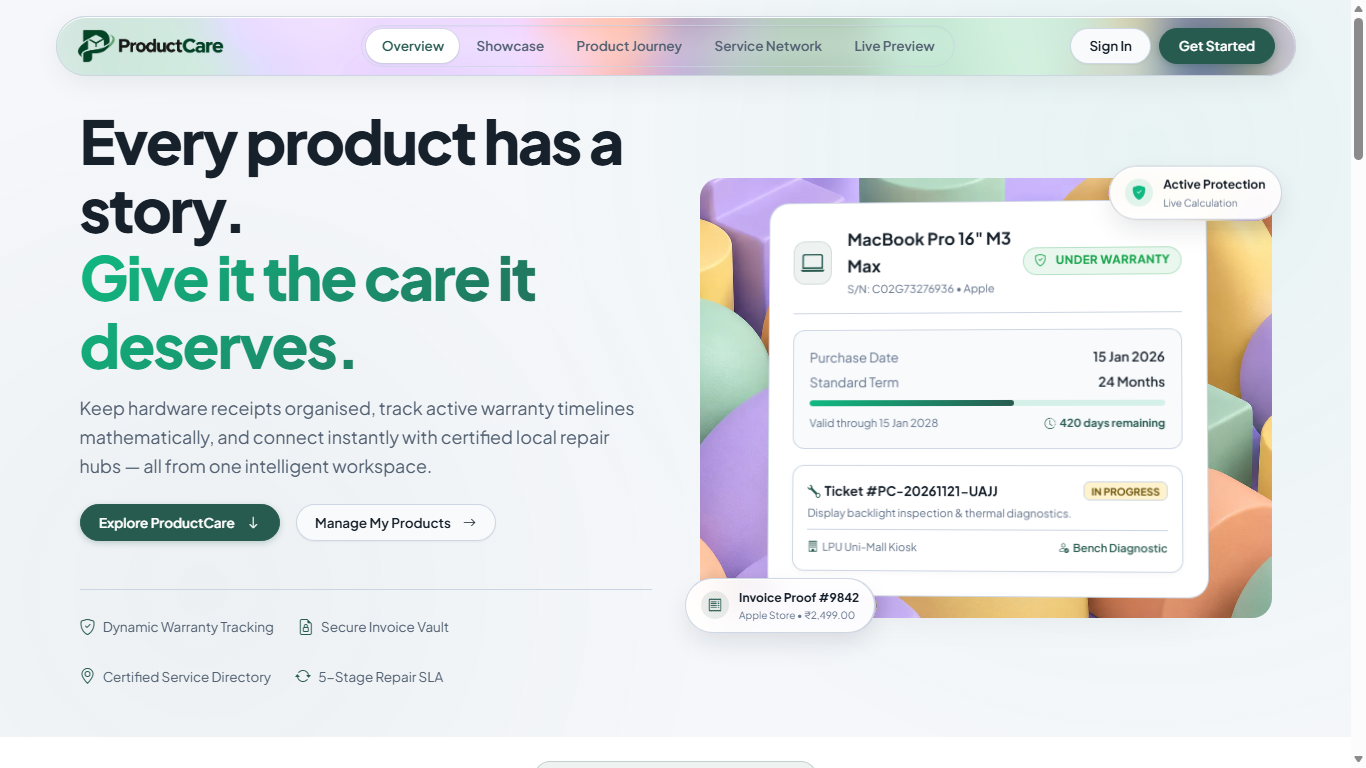 ProductCare
Overview
Showcase
Product Journey
Service Network
Live Preview
Sign In
Get Started
Every product has a
story.
Give it the care it
deserves.
Keep hardware receipts organised, track active warranty timelines
mathematically, and connect instantly with certified local repair
hubs — all from one intelligent workspace.
Explore ProductCare ↓
Manage My Products →
Dynamic Warranty Tracking
Secure Invoice Vault
Certified Service Directory
5-Stage Repair SLA
Active Protection
Live Calculation
MacBook Pro 16" M3
Max
S/N: C02G73276936 • Apple
UNDER WARRANTY
Purchase Date
15 Jan 2026
Standard Term
24 Months
Valid through 15 Jan 2028
420 days remaining
Ticket #PC-20261121-UAJJ
IN PROGRESS
Display backlight inspection & thermal diagnostics.
LPU Uni-Mall Kiosk
Bench Diagnostic
Invoice Proof #9842
Apple Store • ₹2,499.00